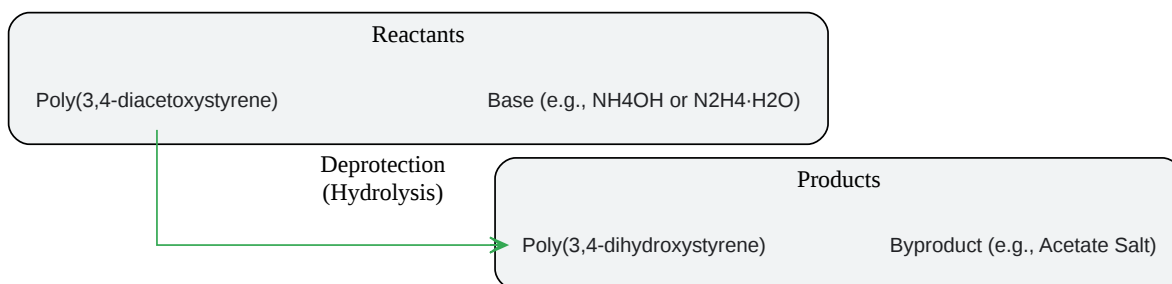 Reactants
Poly(3,4-diacetoxystyrene)
Base (e.g., NH4OH or N2H4·H2O)
Deprotection
(Hydrolysis)
Products
Poly(3,4-dihydroxystyrene)
Byproduct (e.g., Acetate Salt)